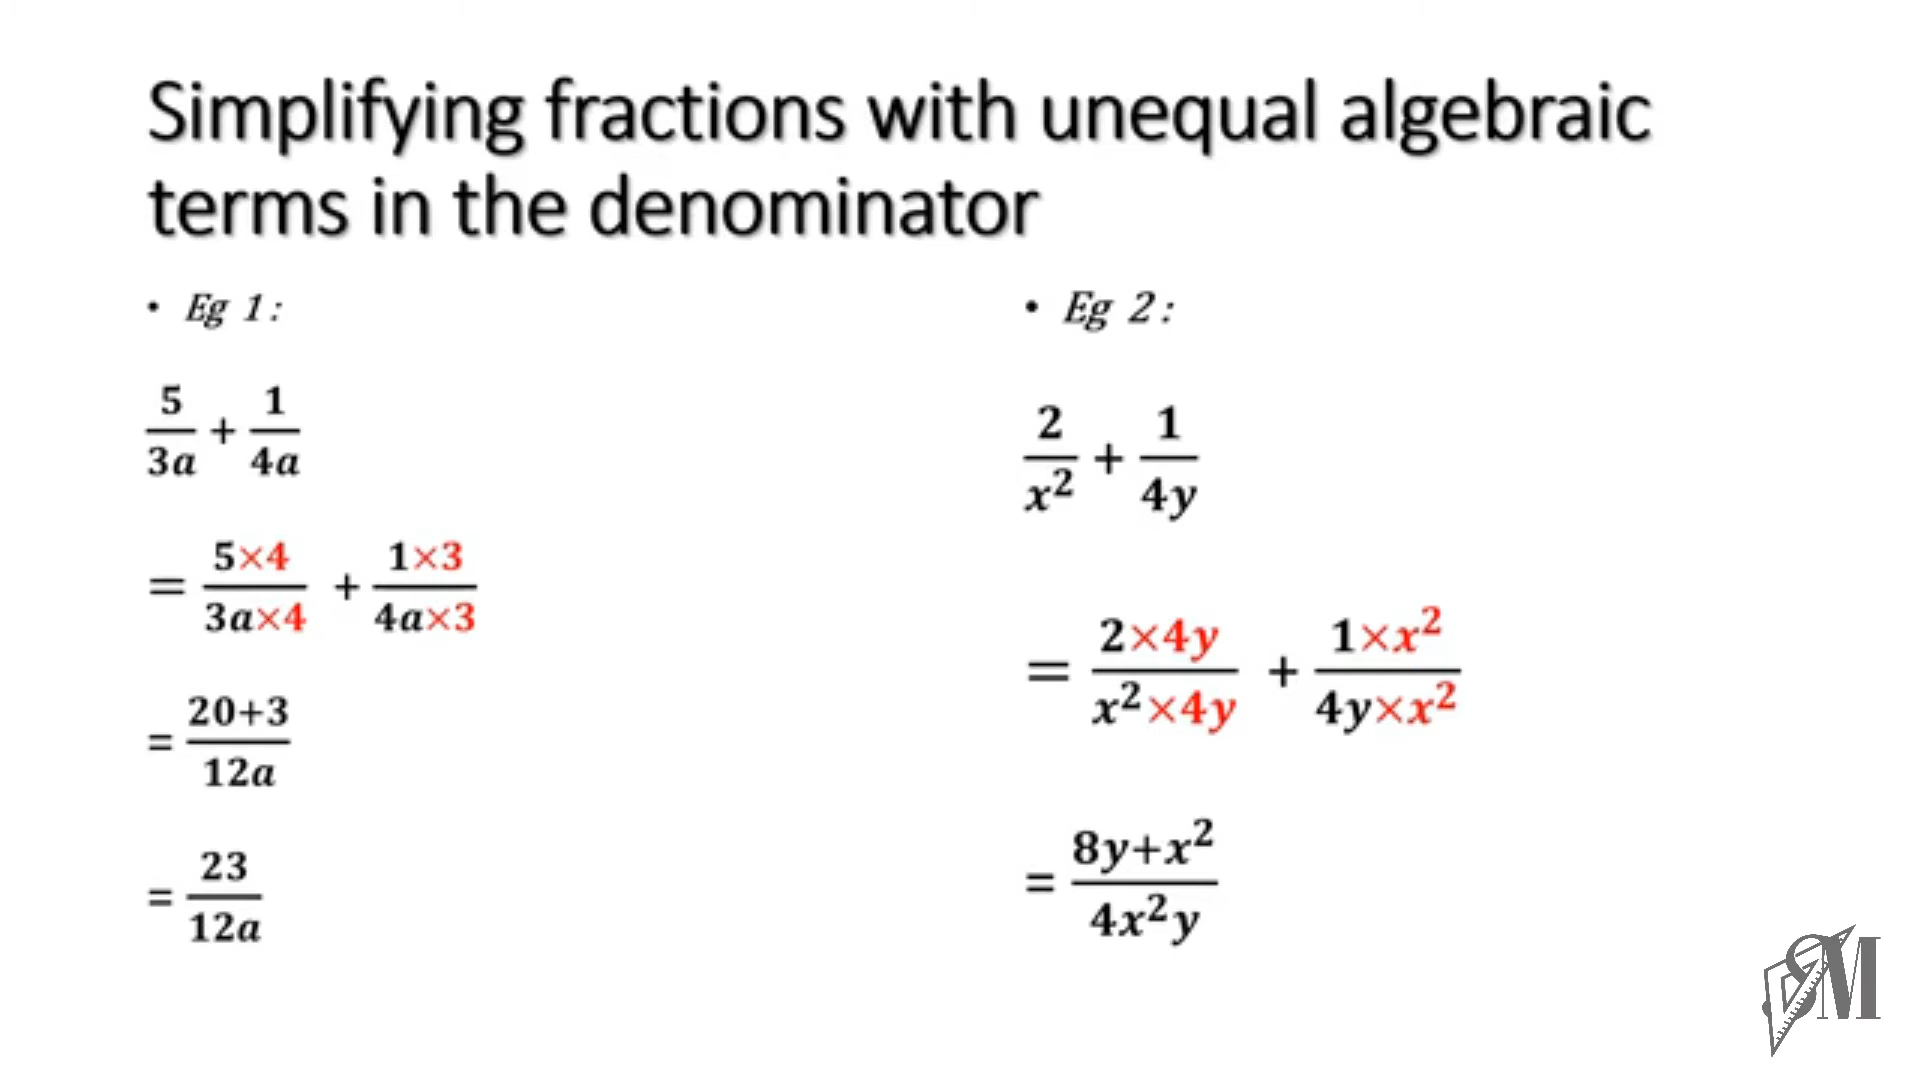 Simplifying fractions with unequal algebraic
terms in the denominator
• Eg 1:
5/3a + 1/4a
= 5×4/3a×4 + 1×3/4a×3
= 20+3/12a
= 23/12a
• Eg 2:
2/x² + 1/4y
= 2×4y/x²×4y + 1×x²/4y×x²
= 8y+x²/4x²y
SM